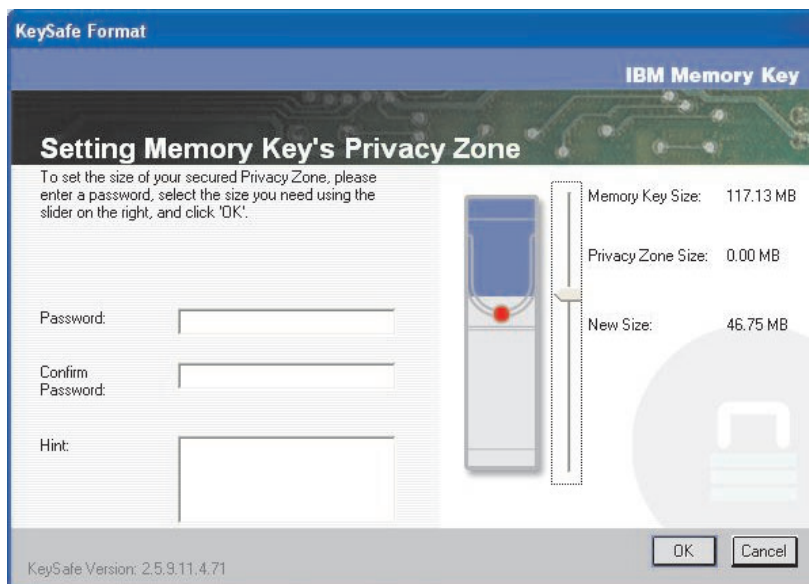 KeySafe Format
IBM Memory Key
Setting Memory Key's Privacy Zone
To set the size of your secured Privacy Zone, please
enter a password, select the size you need using the
slider on the right, and click 'OK'.
Memory Key Size: 117.13 MB
Privacy Zone Size: 0.00 MB
New Size: 46.75 MB
Password:
Confirm
Password:
Hint:
OK Cancel
KeySafe Version: 2.5.9.11.4.71